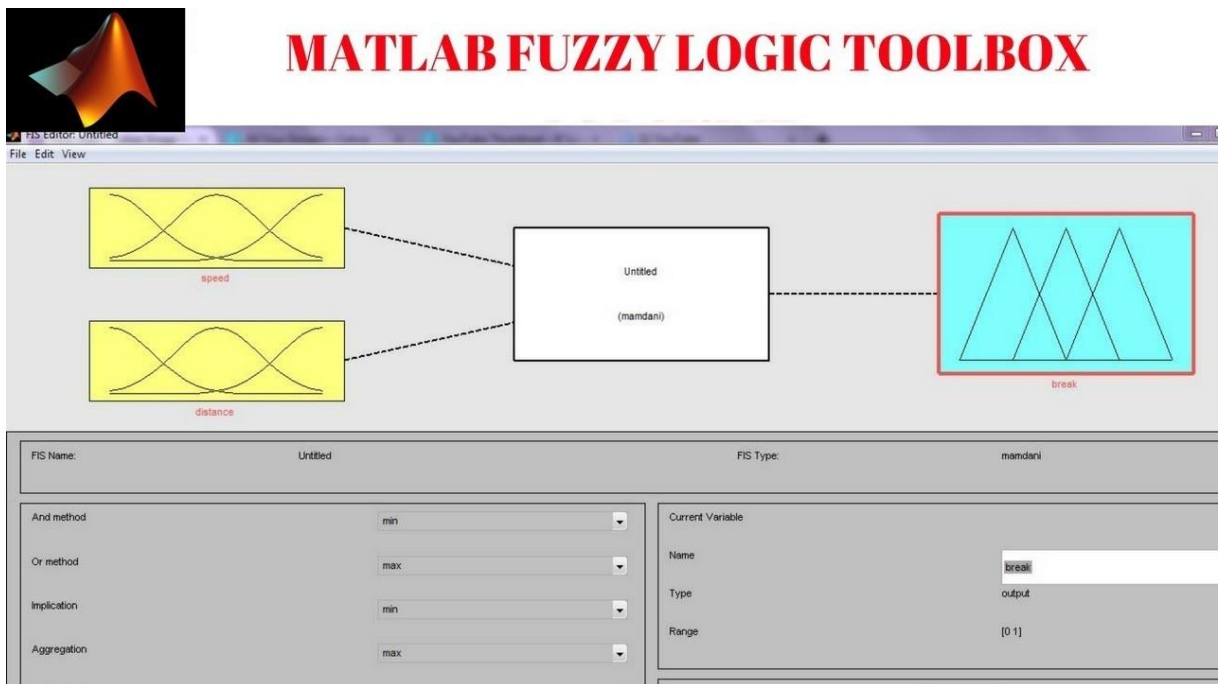 MATLAB FUZZY LOGIC TOOLBOX
FIS Editor: Untitled
File Edit View
speed
distance
Untitled
(mamdani)
break
FIS Name: Untitled FIS Type: mamdani
And method min
Or method max
Implication min
Aggregation max
Current Variable
Name break
Type output
Range [0 1]